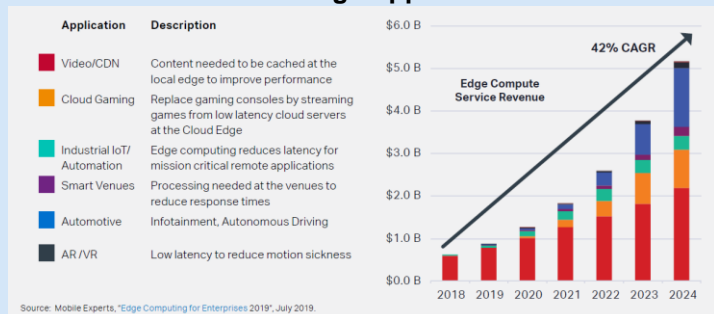 Application Description
Video/CDN Content needed to be cached at the
local edge to improve performance
Cloud Gaming Replace gaming consoles by streaming
games from low latency cloud servers
at the Cloud Edge
Industrial IoT/ Edge computing reduces latency for
Automation mission critical remote applications
Smart Venues Processing needed at the venues to
reduce response times
Automotive Infotainment, Autonomous Driving
AR/VR Low latency to reduce motion sickness
Source: Mobile Experts, "Edge Computing for Enterprises 2019", July 2019.
$6.0 B
$5.0 B
$4.0 B
$3.0 B
$2.0 B
$1.0 B
$0.0 B
42% CAGR
Edge Compute
Service Revenue
2018 2019 2020 2021 2022 2023 2024